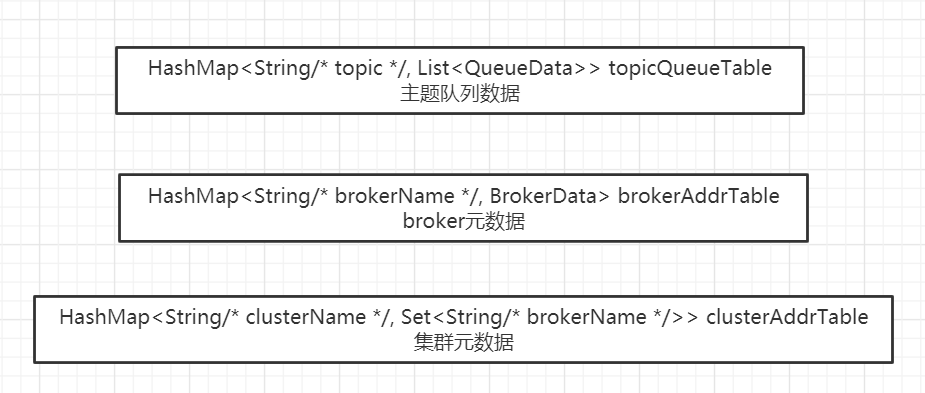 HashMap<String/* topic */, List<QueueData>> topicQueueTable
主题队列数据
HashMap<String/* brokerName */, BrokerData> brokerAddrTable
broker元数据
HashMap<String/* clusterName */, Set<String/* brokerName */>> clusterAddrTable
集群元数据